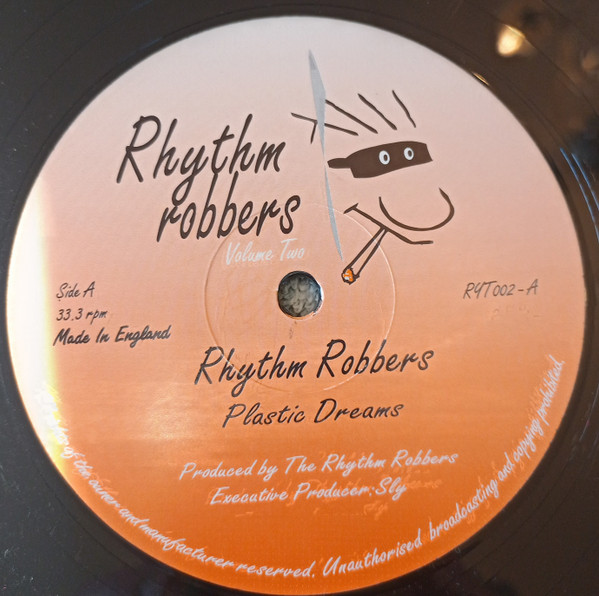 Rhythm
robbers
Volume Two
Side A
33.3 rpm
Made In England
RYT002-A
Rhythm Robbers
Plastic Dreams
Produced by The Rhythm Robbers
Executive Producer: Sly
of the owner and manufacturer reserved. Unauthorised broadcasting and copying prohibited.